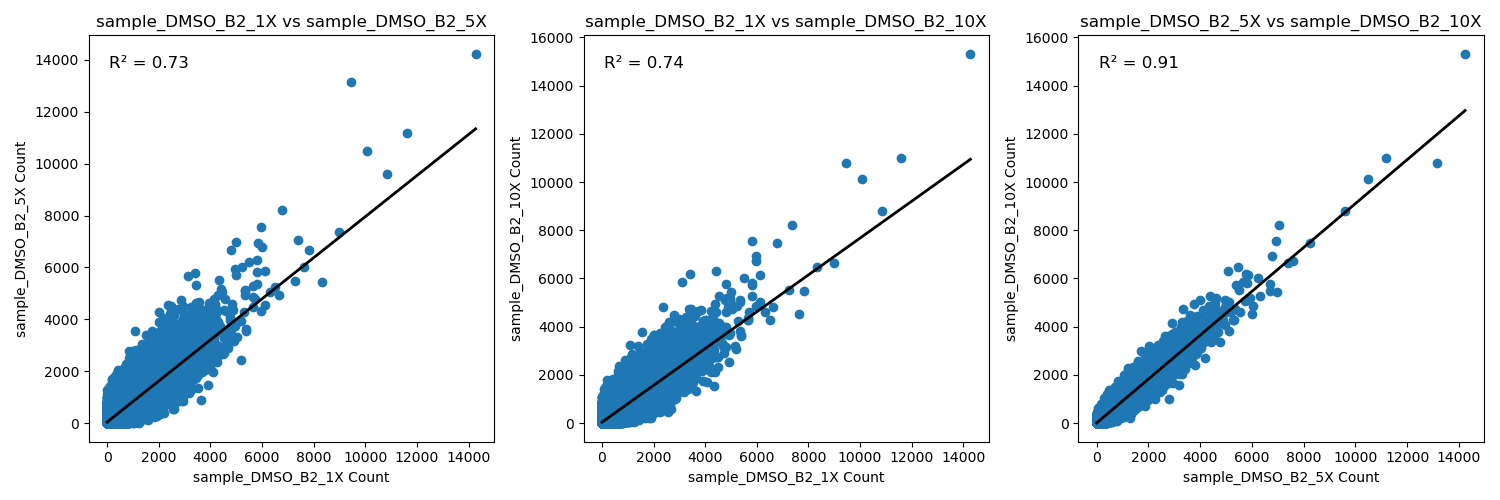 sample_DMSO_B2_1X vs sample_DMSO_B2_5X
R² = 0.73
14000
12000
10000
8000
6000
4000
2000
0
sample_DMSO_B2_5X Count
0 2000 4000 6000 8000 10000 12000 14000
sample_DMSO_B2_1X Count
sample_DMSO_B2_1X vs sample_DMSO_B2_10X
R² = 0.74
16000
14000
12000
10000
8000
6000
4000
2000
0
sample_DMSO_B2_10X Count
0 2000 4000 6000 8000 10000 12000 14000
sample_DMSO_B2_1X Count
sample_DMSO_B2_5X vs sample_DMSO_B2_10X
R² = 0.91
16000
14000
12000
10000
8000
6000
4000
2000
0
sample_DMSO_B2_10X Count
0 2000 4000 6000 8000 10000 12000 14000
sample_DMSO_B2_5X Count